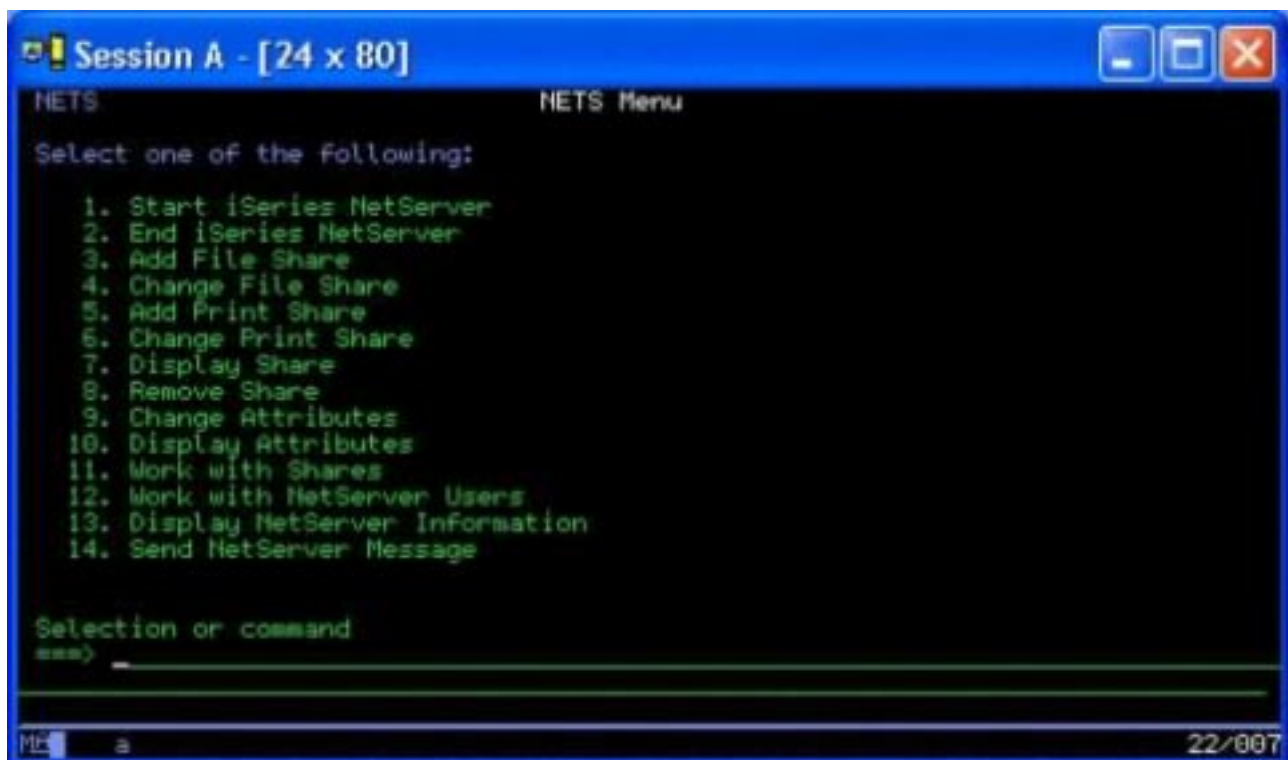 Session A - [24 x 80]
NETS NETS Menu
Select one of the following:
1. Start iSeries NetServer
2. End iSeries NetServer
3. Add File Share
4. Change File Share
5. Add Print Share
6. Change Print Share
7. Display Share
8. Remove Share
9. Change Attributes
10. Display Attributes
11. Work with Shares
12. Work with NetServer Users
13. Display NetServer Information
14. Send NetServer Message
Selection or command
===> _
MA a 22/007